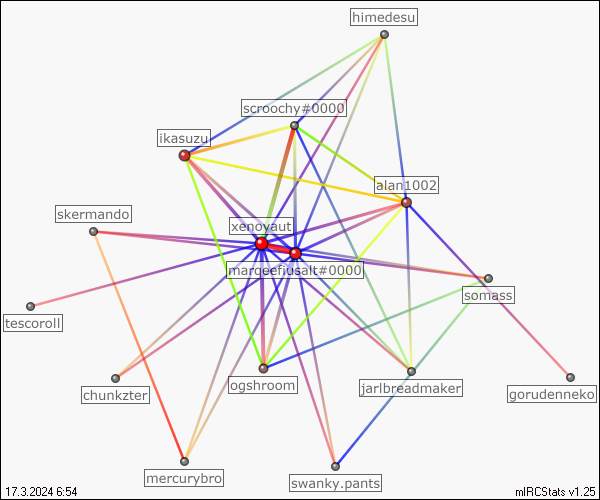 himedesu
scroochy#0000
ikasuzu
alan1002
skermando
xenovaut
marqeefiusalt#0000
somass
tescoroll
chunkzter
ogshroom
jarlbreadmaker
gorudenneko
mercurybro
swanky.pants
17.3.2024 6:54
mIRCStats v1.25